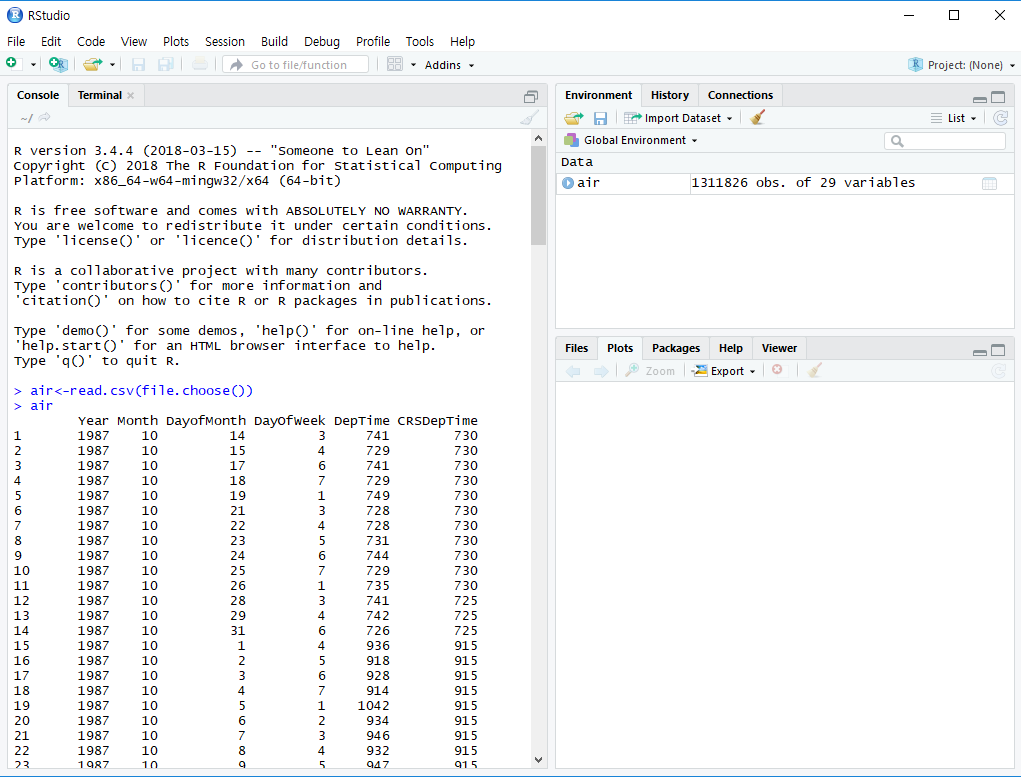 RStudio
File Edit Code View Plots Session Build Debug Profile Tools Help
Go to file/function Addins Project: (None)
Console Terminal
~/
R version 3.4.4 (2018-03-15) -- "Someone to Lean On"
Copyright (C) 2018 The R Foundation for Statistical Computing
Platform: x86_64-w64-mingw32/x64 (64-bit)
R is free software and comes with ABSOLUTELY NO WARRANTY.
You are welcome to redistribute it under certain conditions.
Type 'license()' or 'licence()' for distribution details.
R is a collaborative project with many contributors.
Type 'contributors()' for more information and
'citation()' on how to cite R or R packages in publications.
Type 'demo()' for some demos, 'help()' for on-line help, or
'help.start()' for an HTML browser interface to help.
Type 'q()' to quit R.
> air<-read.csv(file.choose())
> air
Year Month DayofMonth DayOfWeek DepTime CRSDepTime
1 1987 10 14 3 741 730
2 1987 10 15 4 729 730
3 1987 10 17 6 741 730
4 1987 10 18 7 729 730
5 1987 10 19 1 749 730
6 1987 10 21 3 728 730
7 1987 10 22 4 728 730
8 1987 10 23 5 731 730
9 1987 10 24 6 744 730
10 1987 10 25 7 729 730
11 1987 10 26 1 735 730
12 1987 10 28 3 741 725
13 1987 10 29 4 742 725
14 1987 10 31 6 726 725
15 1987 10 1 4 936 915
16 1987 10 2 5 918 915
17 1987 10 3 6 928 915
18 1987 10 4 7 914 915
19 1987 10 5 1 1042 915
20 1987 10 6 2 934 915
21 1987 10 7 3 946 915
22 1987 10 8 4 932 915
23 1987 10 9 5 947 915
Environment History Connections
Import Dataset List
Global Environment
Data
air 1311826 obs. of 29 variables
Files Plots Packages Help Viewer
Zoom Export